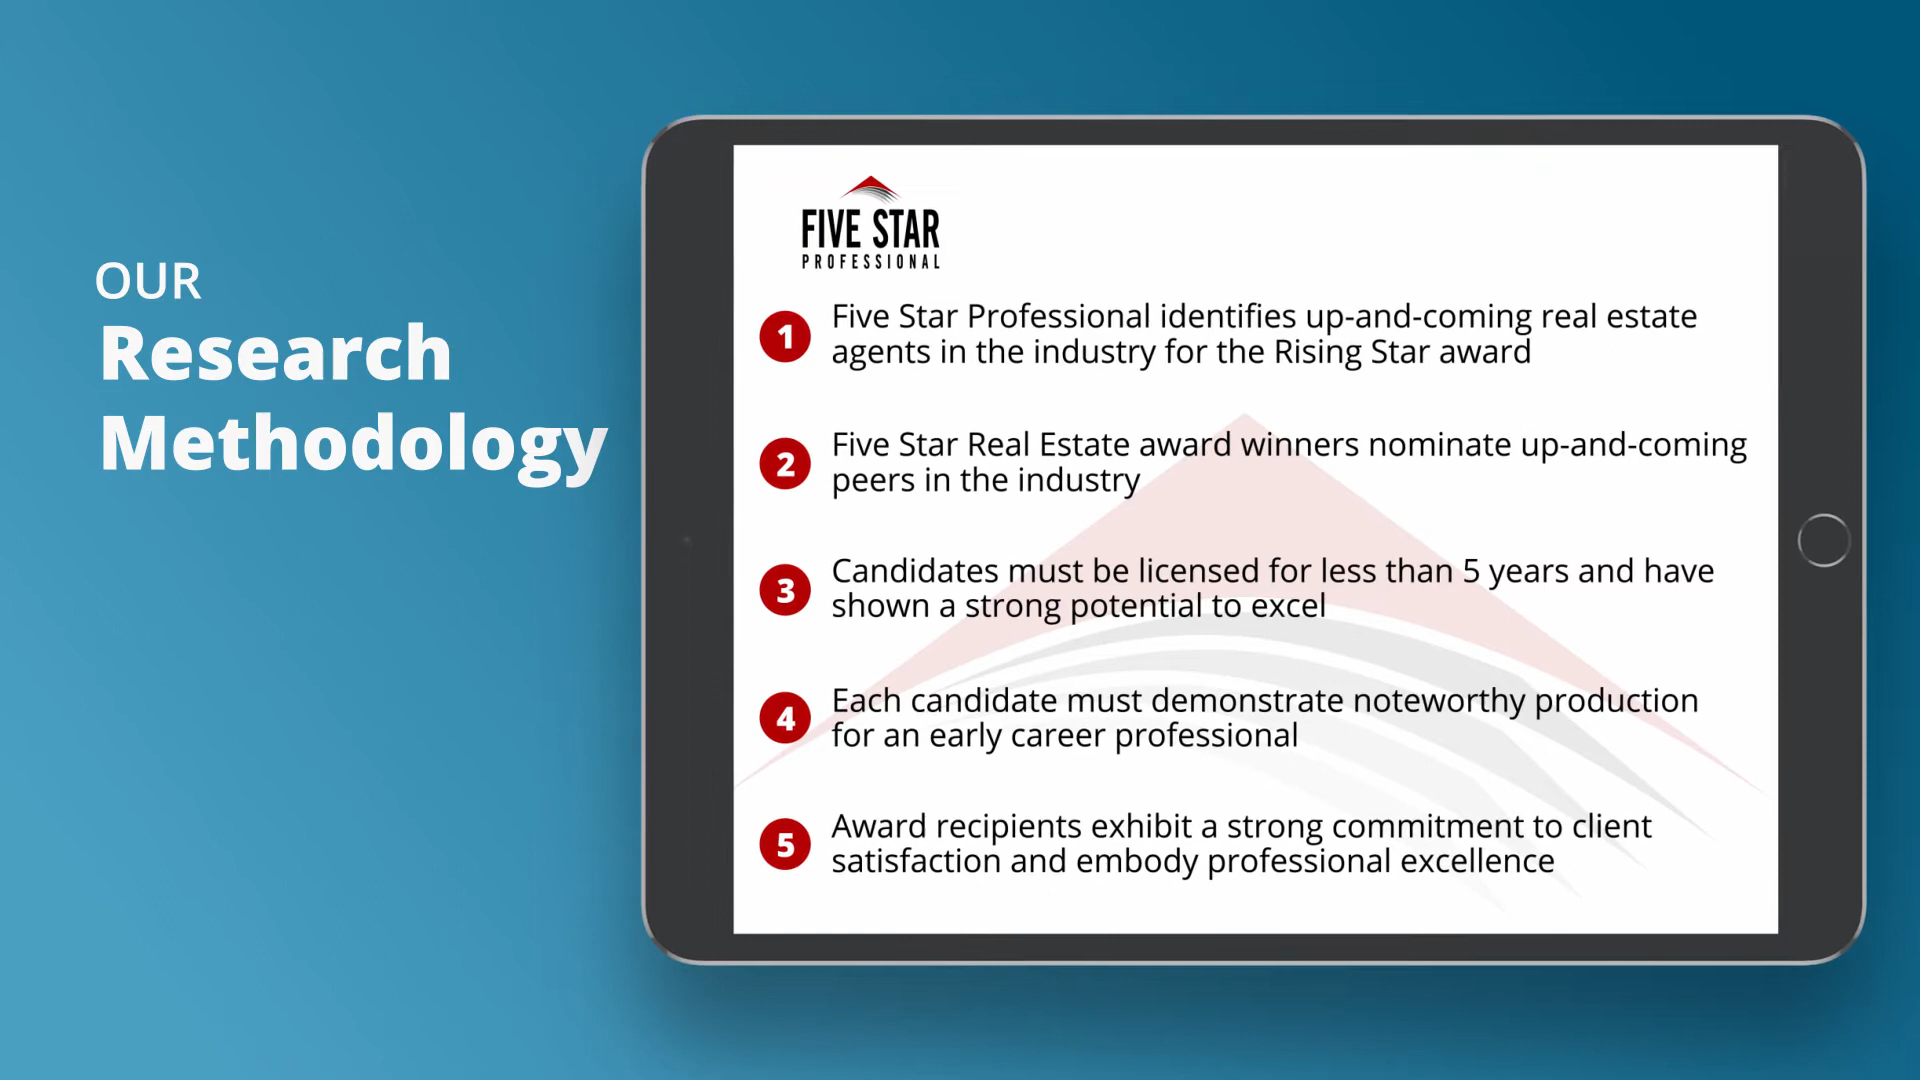 OUR
Research
Methodology
FIVE STAR
PROFESSIONAL
1
Five Star Professional identifies up-and-coming real estate
agents in the industry for the Rising Star award
2
Five Star Real Estate award winners nominate up-and-coming
peers in the industry
3
Candidates must be licensed for less than 5 years and have
shown a strong potential to excel
4
Each candidate must demonstrate noteworthy production
for an early career professional
5
Award recipients exhibit a strong commitment to client
satisfaction and embody professional excellence